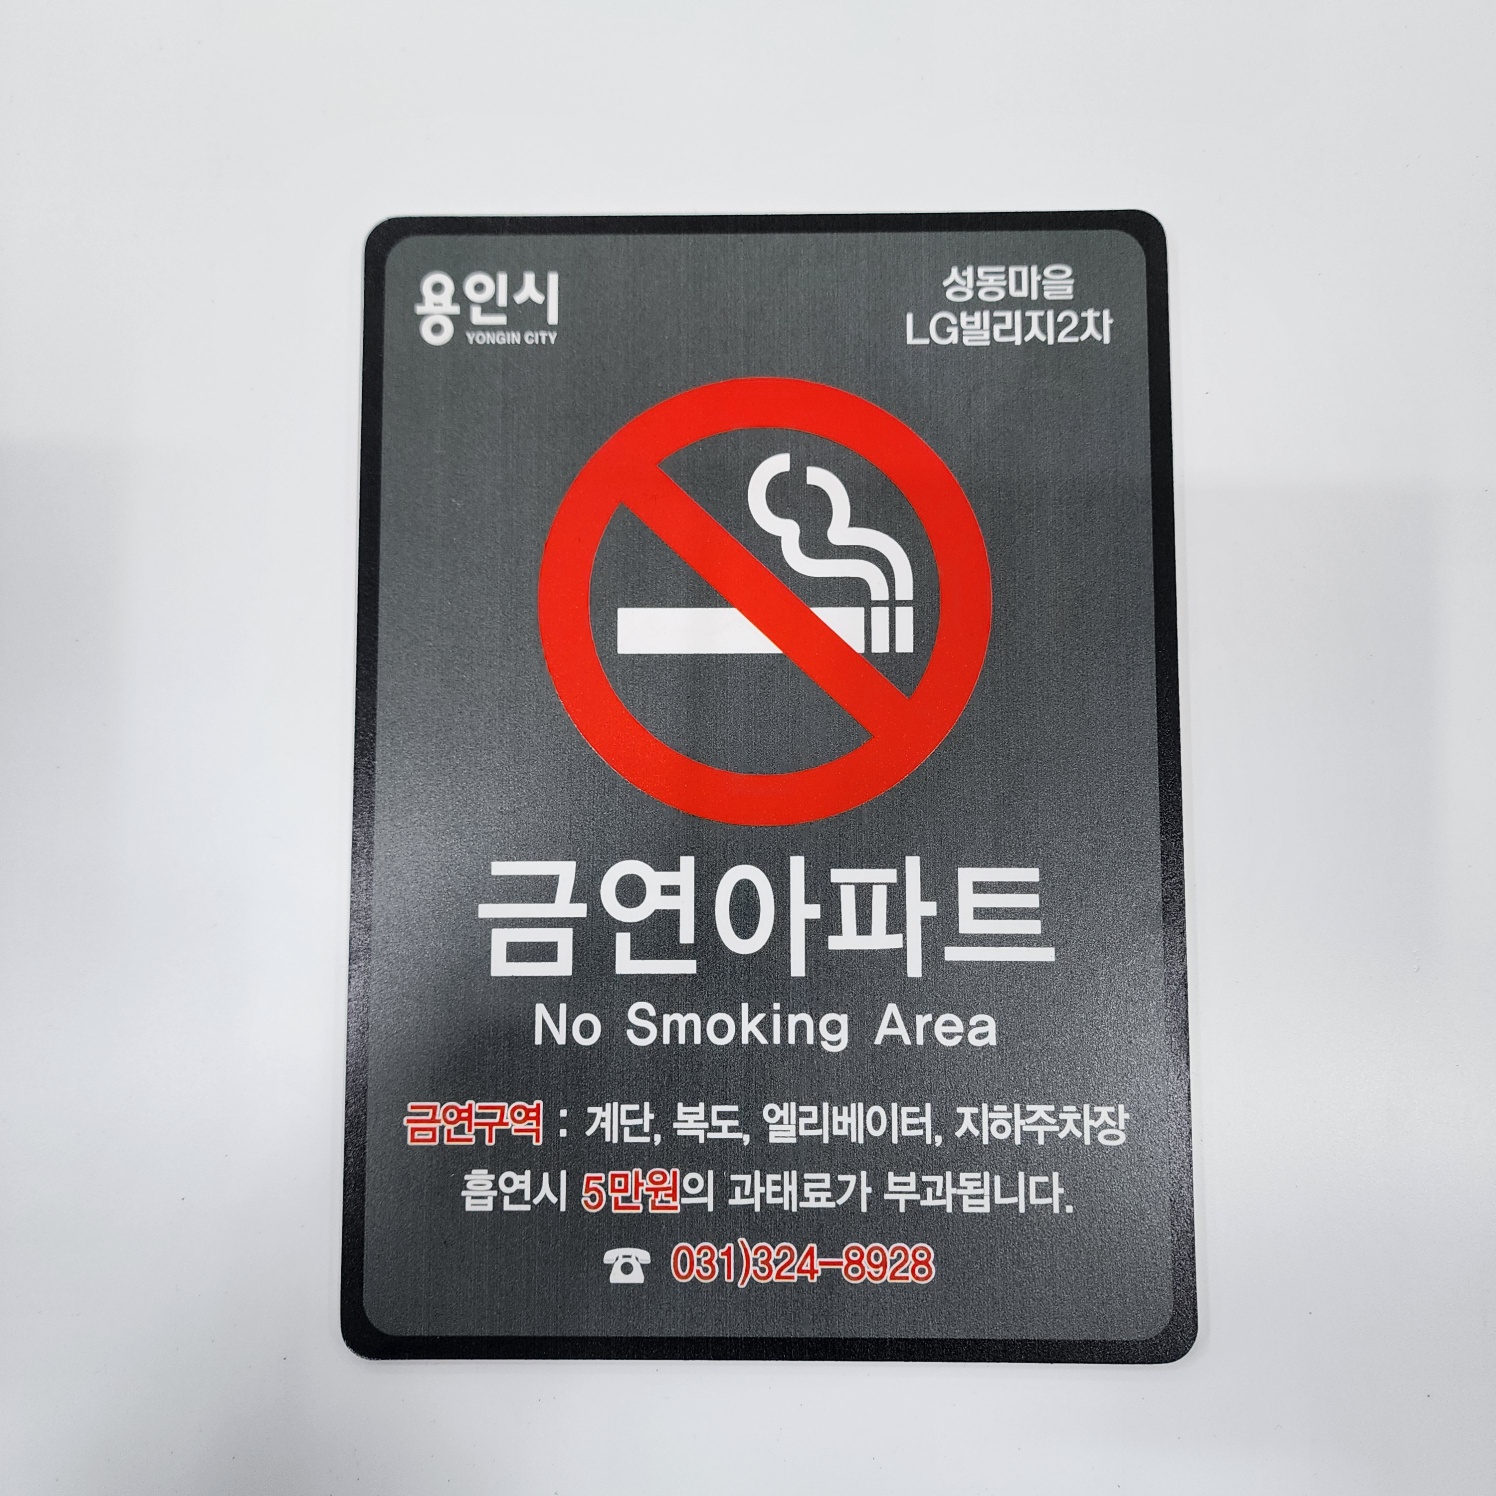 용인시
YONGIN CITY
성동마을
LG빌리지2차
금연아파트
No Smoking Area
금연구역 : 계단, 복도, 엘리베이터, 지하주차장
흡연시 5만원의 과태료가 부과됩니다.
☎ 031)324-8928